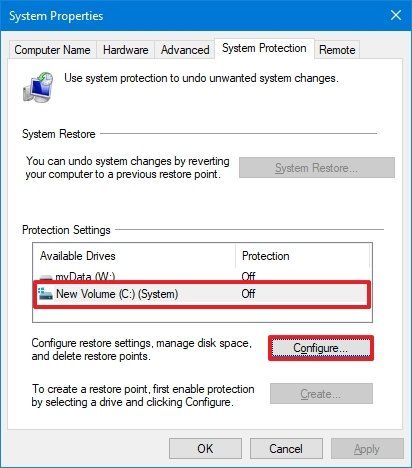 System Properties
Computer Name Hardware Advanced System Protection Remote
Use system protection to undo unwanted system changes.
System Restore
You can undo system changes by reverting
your computer to a previous restore point.
System Restore...
Protection Settings
Available Drives Protection
myData (W:) Off
New Volume (C:) (System) Off
Configure restore settings, manage disk space,
and delete restore points.
Configure...
To create a restore point, first enable protection
by selecting a drive and clicking Configure.
Create...
OK Cancel Apply